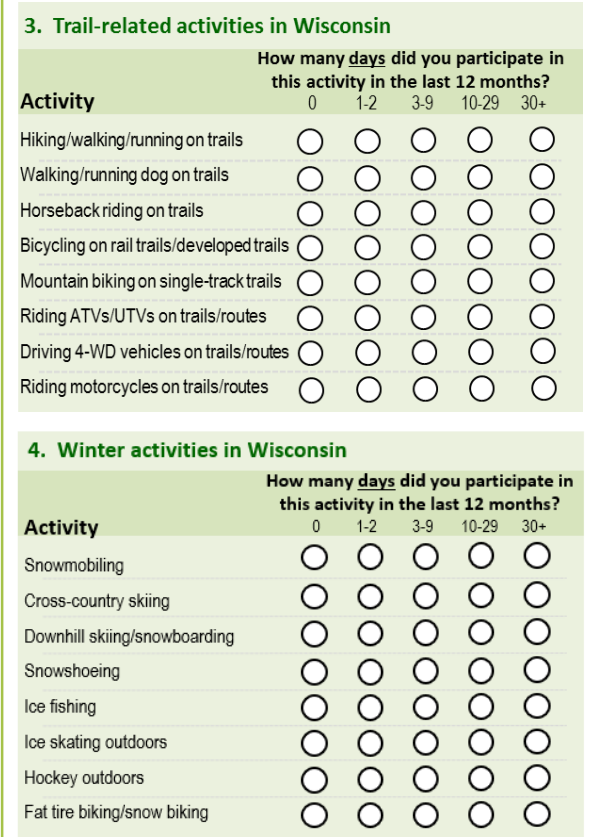 3. Trail-related activities in Wisconsin
How many days did you participate in
this activity in the last 12 months?
Activity 0 1-2 3-9 10-29 30+
Hiking/walking/running on trails
Walking/running dog on trails
Horseback riding on trails
Bicycling on rail trails/developed trails
Mountain biking on single-track trails
Riding ATVs/UTVs on trails/routes
Driving 4-WD vehicles on trails/routes
Riding motorcycles on trails/routes
4. Winter activities in Wisconsin
How many days did you participate in
this activity in the last 12 months?
Activity 0 1-2 3-9 10-29 30+
Snowmobiling
Cross-country skiing
Downhill skiing/snowboarding
Snowshoeing
Ice fishing
Ice skating outdoors
Hockey outdoors
Fat tire biking/snow biking